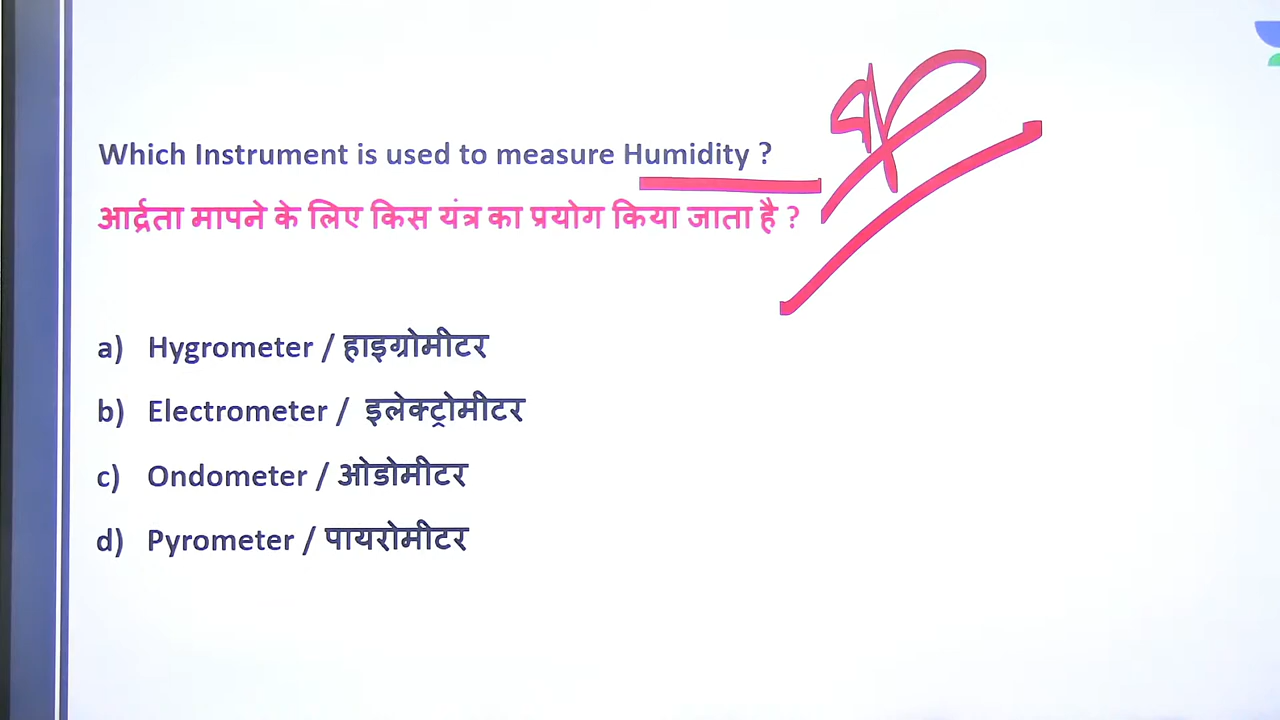 Which Instrument is used to measure Humidity ?
आर्द्रता मापने के लिए किस यंत्र का प्रयोग किया जाता है ?
a) Hygrometer / हाइग्रोमीटर
b) Electrometer / इलेक्ट्रोमीटर
c) Ondometer / ओडोमीटर
d) Pyrometer / पायरोमीटर